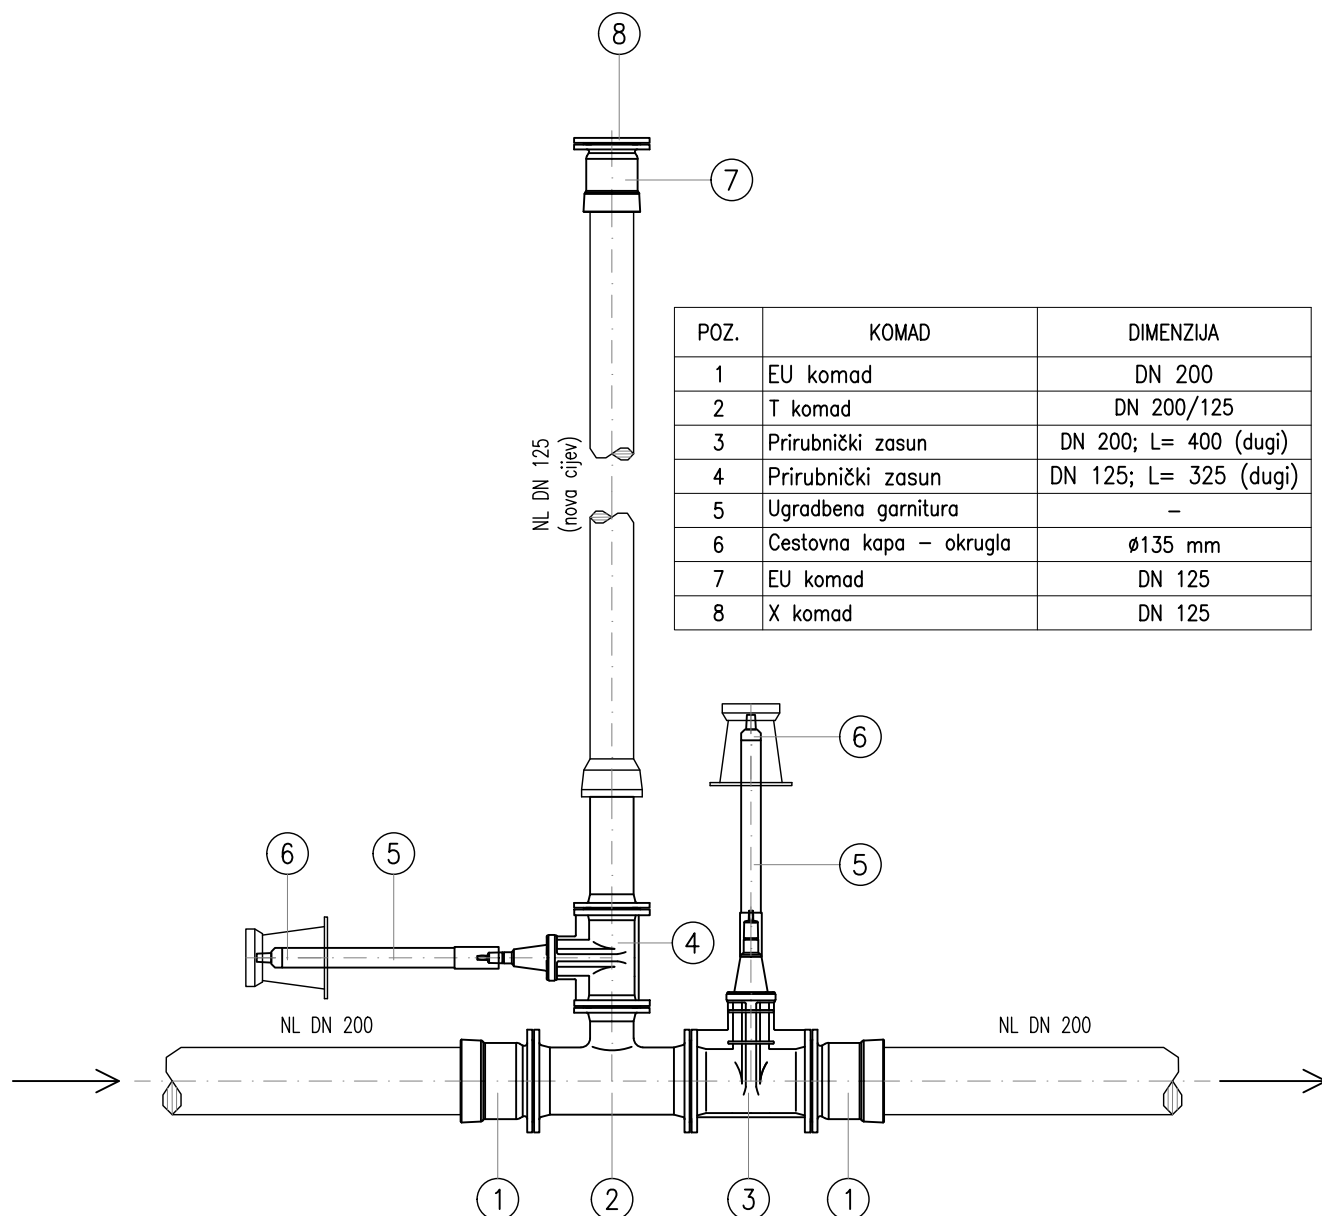 8
7
POZ. KOMAD DIMENZIJA
1 EU komad DN 200
2 T komad DN 200/125
3 Prirubnički zasun DN 200; L= 400 (dugi)
4 Prirubnički zasun DN 125; L= 325 (dugi)
5 Ugradbena garnitura –
6 Cestovna kapa – okrugla ø135 mm
7 EU komad DN 125
8 X komad DN 125
NL DN 125
(nova cijev)
6
6 5
5
4
NL DN 200
NL DN 200
1 2 3 1